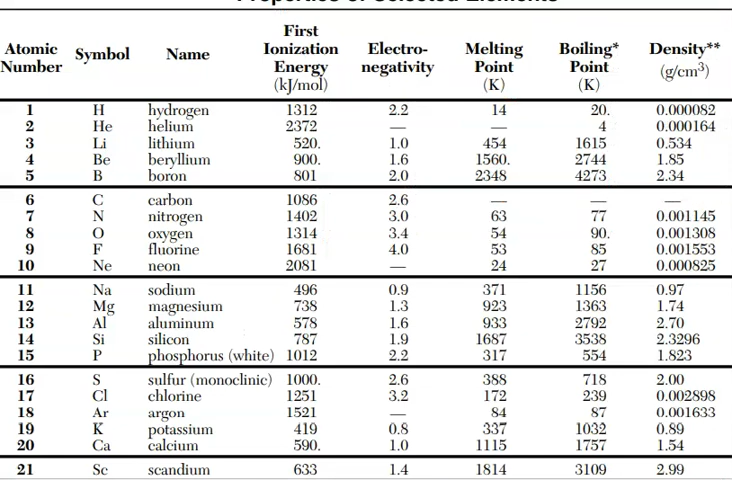 Properties of Selected Elements
Atomic Number Symbol Name First Ionization Energy (kJ/mol) Electro-negativity Melting Point (K) Boiling* Point (K) Density** (g/cm3)
1 H hydrogen 1312 2.2 14 20. 0.000082
2 He helium 2372 — — 4 0.000164
3 Li lithium 520. 1.0 454 1615 0.534
4 Be beryllium 900. 1.6 1560. 2744 1.85
5 B boron 801 2.0 2348 4273 2.34
6 C carbon 1086 2.6 — — —
7 N nitrogen 1402 3.0 63 77 0.001145
8 O oxygen 1314 3.4 54 90. 0.001308
9 F fluorine 1681 4.0 53 85 0.001553
10 Ne neon 2081 — 24 27 0.000825
11 Na sodium 496 0.9 371 1156 0.97
12 Mg magnesium 738 1.3 923 1363 1.74
13 Al aluminum 578 1.6 933 2792 2.70
14 Si silicon 787 1.9 1687 3538 2.3296
15 P phosphorus (white) 1012 2.2 317 554 1.823
16 S sulfur (monoclinic) 1000. 2.6 388 718 2.00
17 Cl chlorine 1251 3.2 172 239 0.002898
18 Ar argon 1521 — 84 87 0.001633
19 K potassium 419 0.8 337 1032 0.89
20 Ca calcium 590. 1.0 1115 1757 1.54
21 Sc scandium 633 1.4 1814 3109 2.99